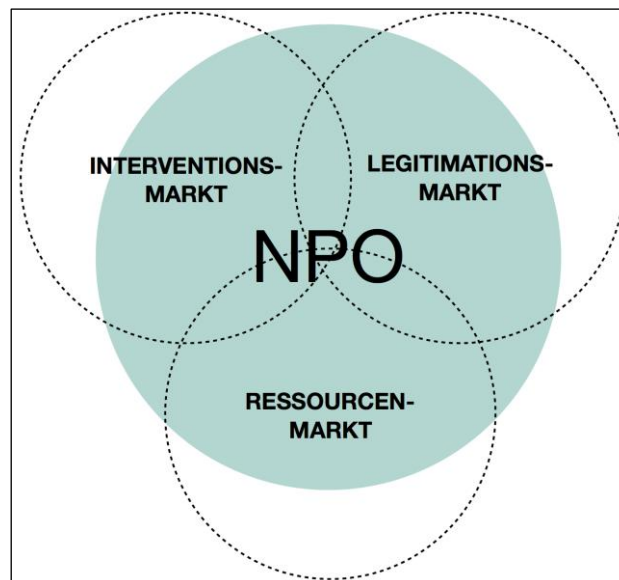 INTERVENTIONS-
MARKT
LEGITIMATIONS-
MARKT
NPO
RESSOURCEN-
MARKT